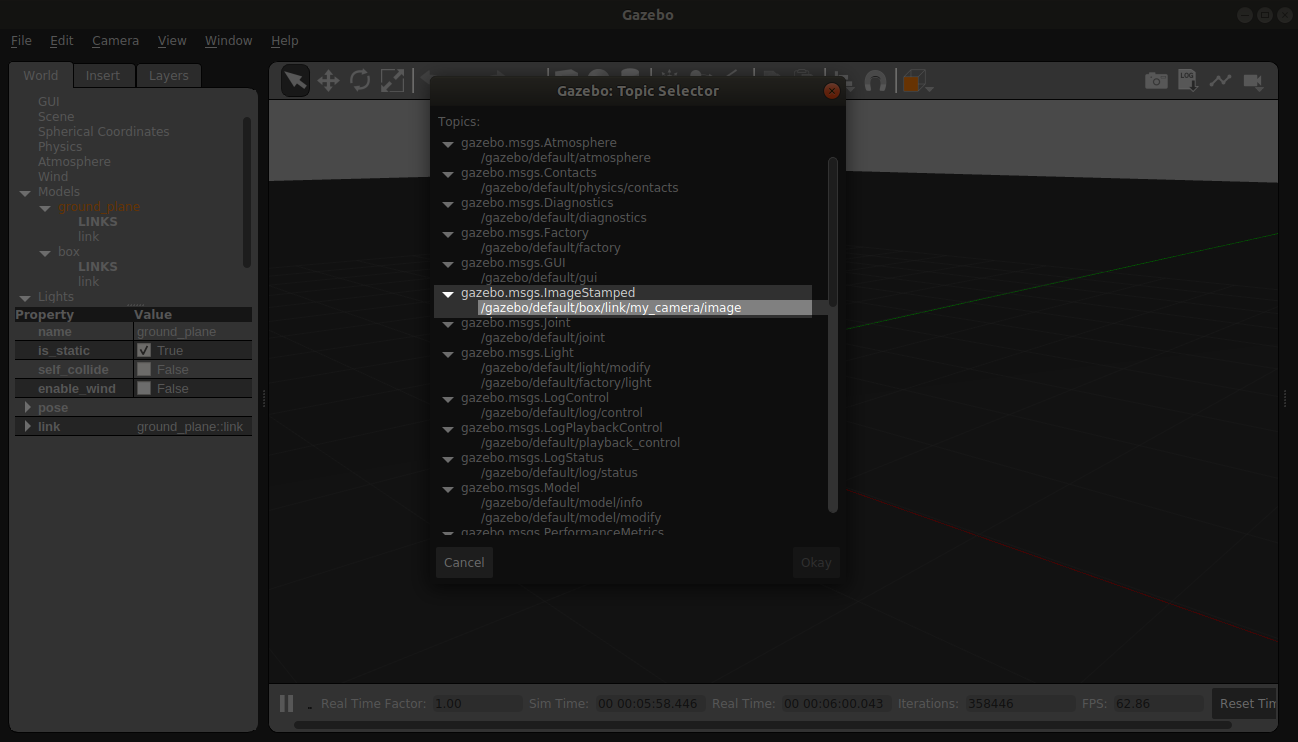 Gazebo
File Edit Camera View Window Help
World Insert Layers
LOG
GUI
Scene
Spherical Coordinates
Physics
Atmosphere
Wind
Models
ground_plane
LINKS
link
box
LINKS
link
Lights
Property Value
name ground_plane
is_static True
self_collide False
enable_wind False
pose
link ground_plane::link
Gazebo: Topic Selector
Topics:
gazebo.msgs.Atmosphere
/gazebo/default/atmosphere
gazebo.msgs.Contacts
/gazebo/default/physics/contacts
gazebo.msgs.Diagnostics
/gazebo/default/diagnostics
gazebo.msgs.Factory
/gazebo/default/factory
gazebo.msgs.GUI
/gazebo/default/gui
gazebo.msgs.ImageStamped
/gazebo/default/box/link/my_camera/image
gazebo.msgs.Joint
/gazebo/default/joint
gazebo.msgs.Light
/gazebo/default/light/modify
/gazebo/default/factory/light
gazebo.msgs.LogControl
/gazebo/default/log/control
gazebo.msgs.LogPlaybackControl
/gazebo/default/playback_control
gazebo.msgs.LogStatus
/gazebo/default/log/status
gazebo.msgs.Model
/gazebo/default/model/info
/gazebo/default/model/modify
gazebo.msgs.PerformanceMetrics
Cancel Okay
Real Time Factor: 1.00 Sim Time: 00 00:05:58.446 Real Time: 00 00:06:00.043 Iterations: 358446 FPS: 62.86 Reset Tim